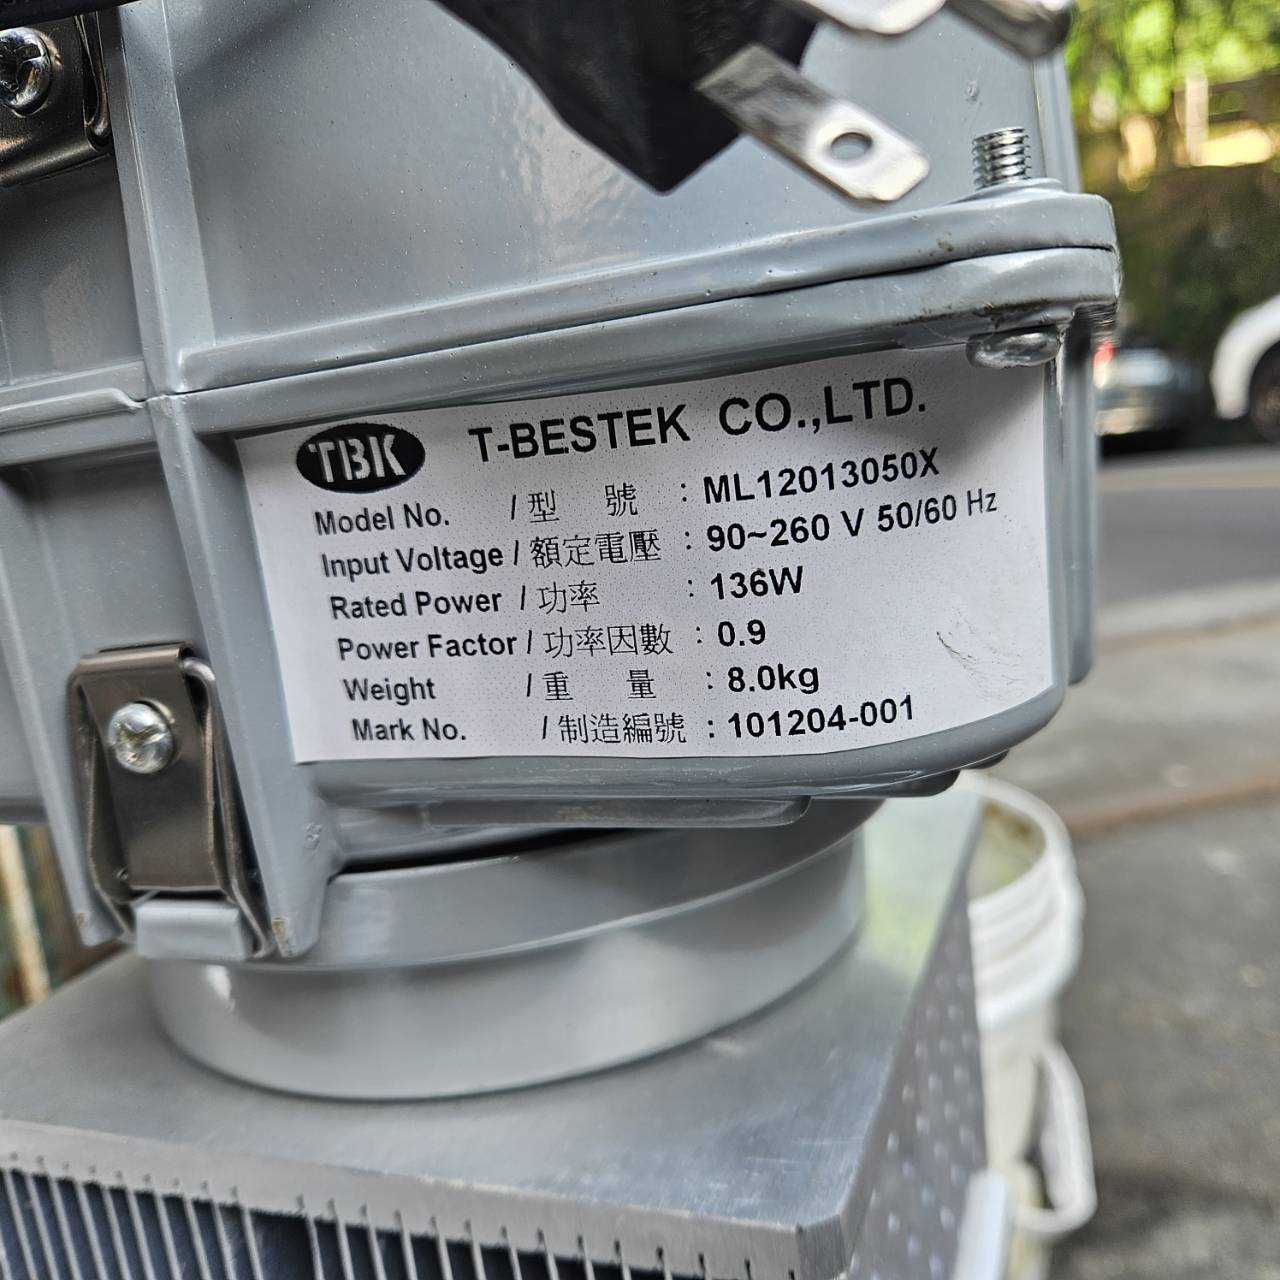 TBK T-BESTEK CO.,LTD.
Model No. / 型 號 : ML12013050X
Input Voltage / 額定電壓 : 90~260 V 50/60 Hz
Rated Power / 功率 : 136W
Power Factor / 功率因數 : 0.9
Weight / 重 量 : 8.0kg
Mark No. / 制造編號 : 101204-001